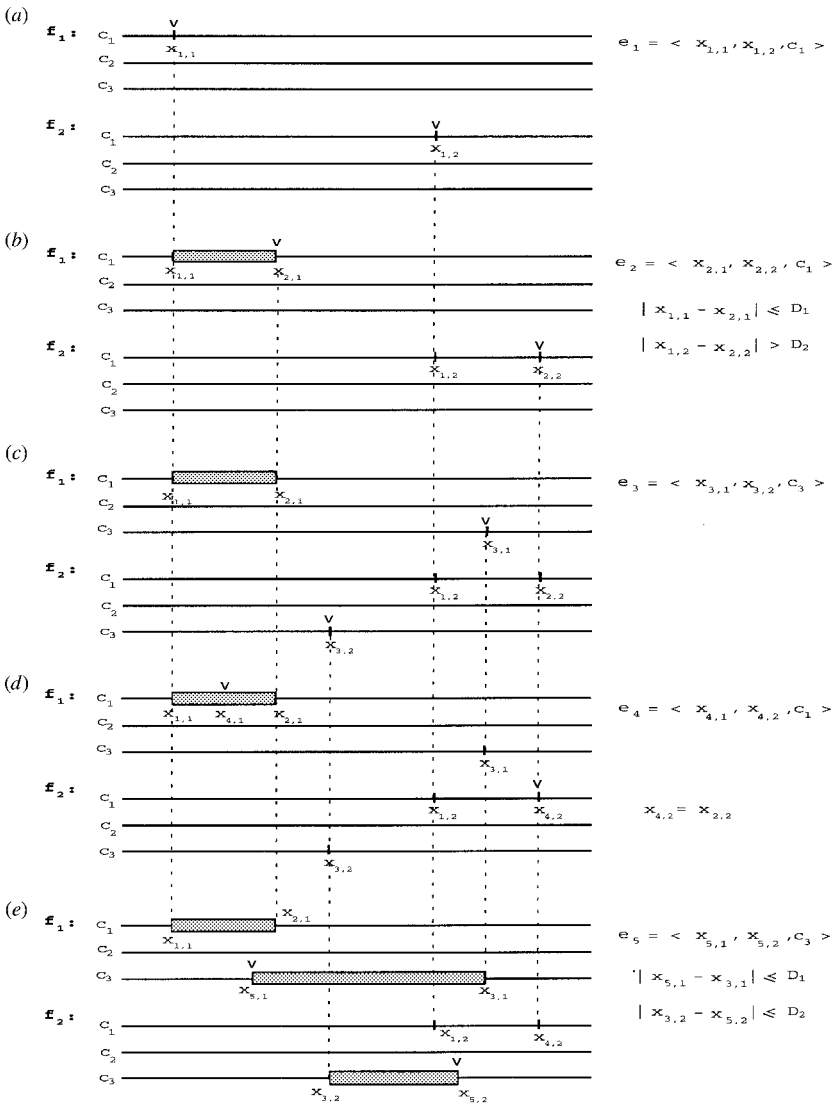 (a)
f₁: C₁ V e₁ = < x₁,₁, x₁,₂, c₁ >
x₁,₁
C₂
C₃
f₂: V
C₁
x₁,₂
C₂
C₃
(b)
f₁: C₁ V e₂ = < x₂,₁, x₂,₂, c₁ >
x₁,₁ x₂,₁
C₂
C₃ | x₁,₁ - x₂,₁ | ⩽ D₁
f₂: C₁ V | x₁,₂ - x₂,₂ | > D₂
x₁,₂ x₂,₂
C₂
C₃
(c)
f₁: C₁ e₃ = < x₃,₁, x₃,₂, c₃ >
x₁,₁ x₂,₁
C₂
C₃ V
x₃,₁
f₂: C₁
x₁,₂ x₂,₂
C₂
C₃ V
x₃,₂
(d)
f₁: C₁ V e₄ = < x₄,₁, x₄,₂, c₁ >
x₁,₁ x₄,₁ x₂,₁
C₂
C₃
x₃,₁
f₂: C₁ V x₄,₂ = x₂,₂
x₁,₂ x₄,₂
C₂
C₃
x₃,₂
(e)
f₁: C₁ x₂,₁ e₅ = < x₅,₁, x₅,₂, c₃ >
x₁,₁
C₂
C₃ V | x₅,₁ - x₃,₁ | ⩽ D₁
x₅,₁ x₃,₁
f₂: C₁ | x₃,₂ - x₅,₂ | ⩽ D₂
x₁,₂ x₄,₂
C₂
C₃ V
x₃,₂ x₅,₂